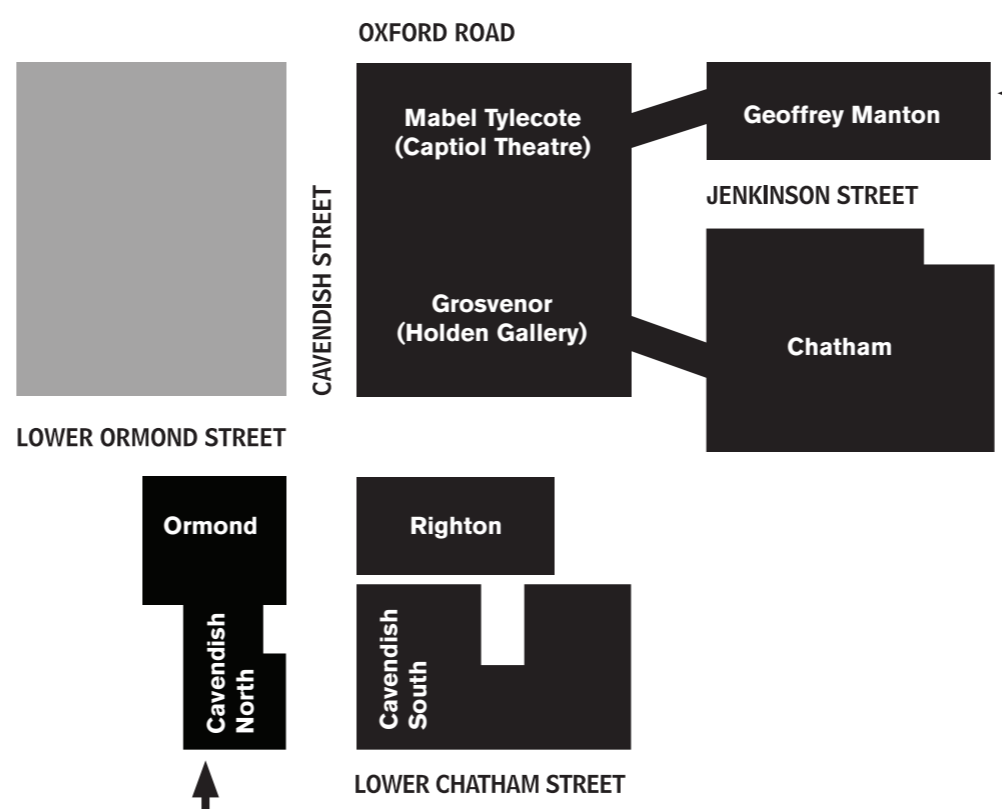 OXFORD ROAD
Mabel Tylecote
(Captiol Theatre)
Geoffrey Manton
JENKINSON STREET
CAVENDISH STREET
Grosvenor
(Holden Gallery)
Chatham
LOWER ORMOND STREET
Ormond
Righton
Cavendish
North
Cavendish
South
LOWER CHATHAM STREET